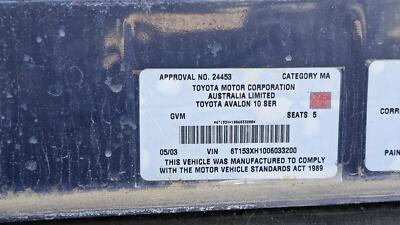 APPROVAL NO. 24453 CATEGORY MA
TOYOTA MOTOR CORPORATION
AUSTRALIA LIMITED
TOYOTA AVALON 10 SER
GVM SEATS 5
*6T153XH1006033200*
05/03 VIN 6T153XH1006033200
THIS VEHICLE WAS MANUFACTURED TO COMPLY
WITH THE MOTOR VEHICLE STANDARDS ACT 1989
CORR
PAIN